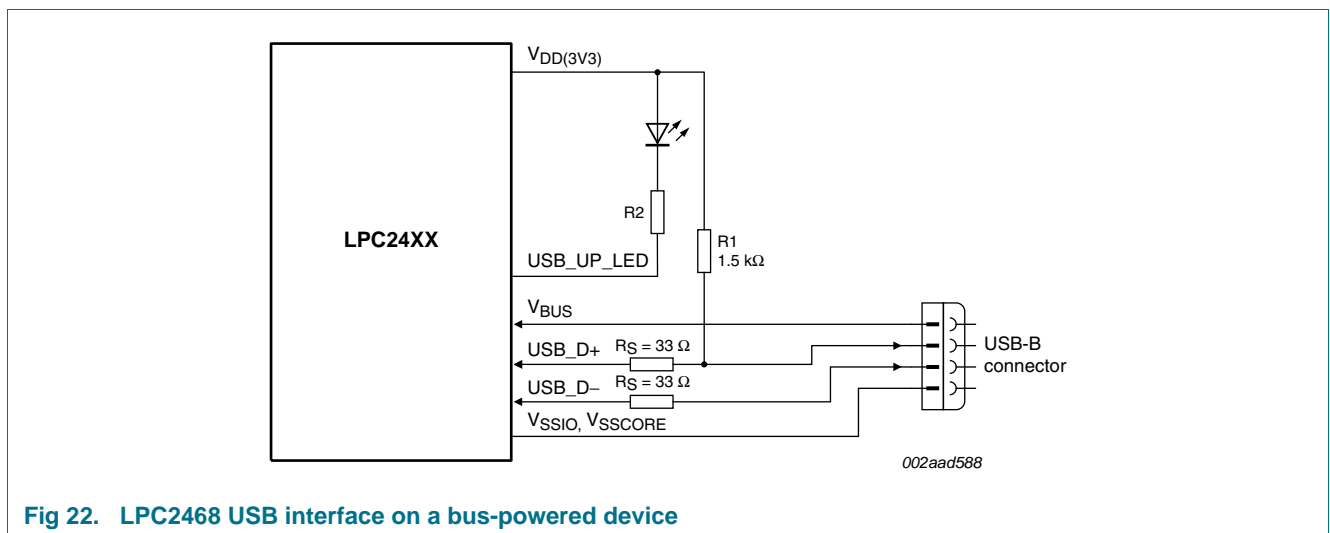 VDD(3V3)
R2
LPC24XX
R1
1.5 kΩ
USB_UP_LED
VBUS
USB_D+
RS = 33 Ω
USB-B
connector
USB_D−
RS = 33 Ω
VSSIO, VSSCORE
002aad588
Fig 22. LPC2468 USB interface on a bus-powered device